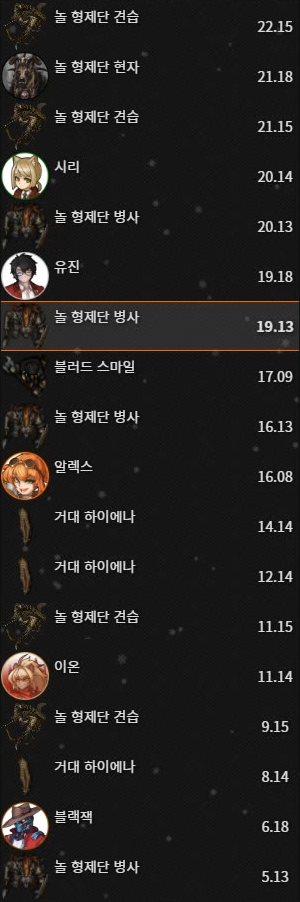 놀 형제단 견습
22.15
놀 형제단 현자
21.18
놀 형제단 견습
21.15
시리
20.14
놀 형제단 병사
20.13
유진
19.18
놀 형제단 병사
19.13
블러드 스마일
17.09
놀 형제단 병사
16.13
알렉스
16.08
거대 하이에나
14.14
거대 하이에나
12.14
놀 형제단 견습
11.15
이온
11.14
놀 형제단 견습
9.15
거대 하이에나
8.14
블랙잭
6.18
놀 형제단 병사
5.13